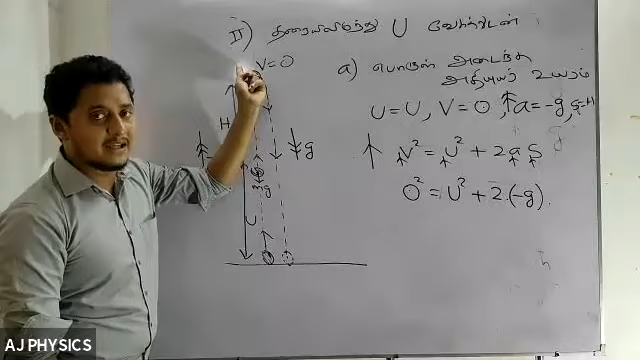 II) தரையிலிருந்து U வேகத்துடன்
V = 0
a) பொருள் அடைந்த
அதியுயர் உயரம்
U = U, V = 0, ↑a = -g, S = H
H
g
↑ V² = U² + 2aS
g
0² = U² + 2.(-g)
U
AJ PHYSICS